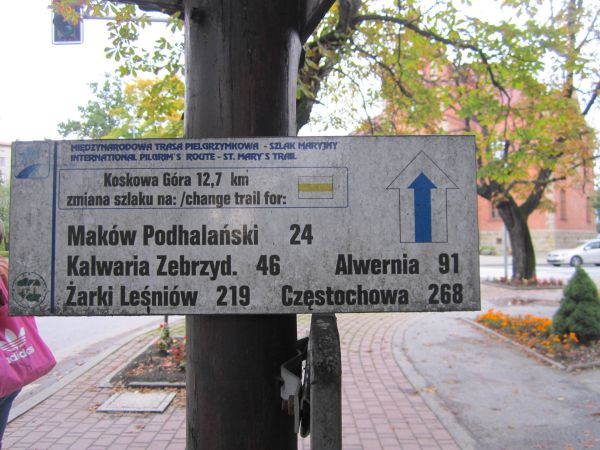 MIĘDZYNARODOWA TRASA PIELGRZYMKOWA - SZLAK MARYJNY
INTERNATIONAL PILGRIM'S ROUTE - ST. MARY'S TRAIL
Koskowa Góra 12,7 km
zmiana szlaku na: /change trail for:
Maków Podhalański 24
Kalwaria Zebrzyd. 46 Alwernia 91
Żarki Leśniów 219 Częstochowa 268
adidas